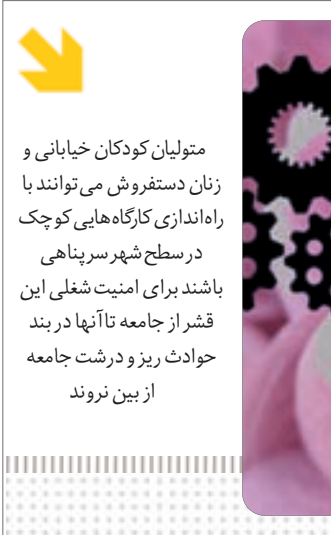 متولیان کودکان خیابانی و
زنان دستفروش می‌توانند با
راه‌اندازی کارگاه‌هایی کوچک
در سطح شهر سرپناهی
باشند برای امنیت شغلی این
قشر از جامعه تا آنها در بند
حوادث ریز و درشت جامعه
از بین نروند